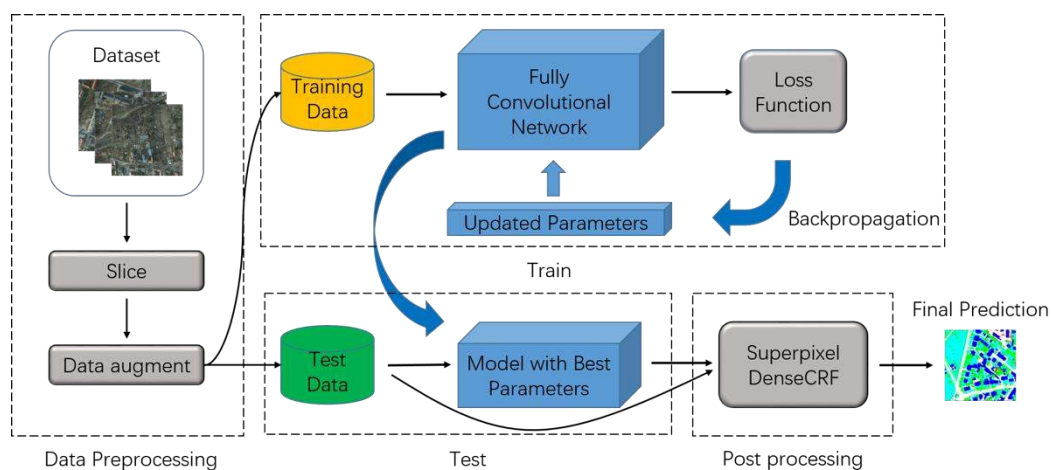 Dataset
Slice
Data augment
Data Preprocessing
Training
Data
Fully
Convolutional
Network
Loss
Function
Updated Parameters
Backpropagation
Train
Test
Data
Model with Best
Parameters
Test
Superpixel
DenseCRF
Post processing
Final Prediction